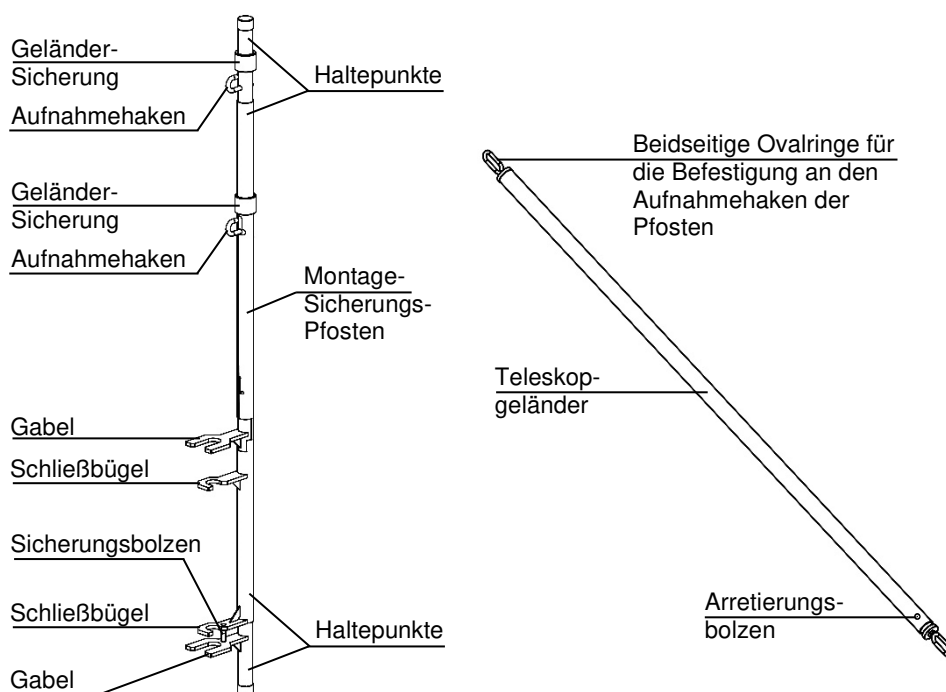 Geländer-
Sicherung
Haltepunkte
Aufnahmehaken
Geländer-
Sicherung
Aufnahmehaken
Montage-
Sicherungs-
Pfosten
Gabel
Schließbügel
Sicherungsbolzen
Schließbügel
Haltepunkte
Gabel
Beidseitige Ovalringe für
die Befestigung an den
Aufnahmehaken der
Pfosten
Teleskop-
geländer
Arretierungs-
bolzen